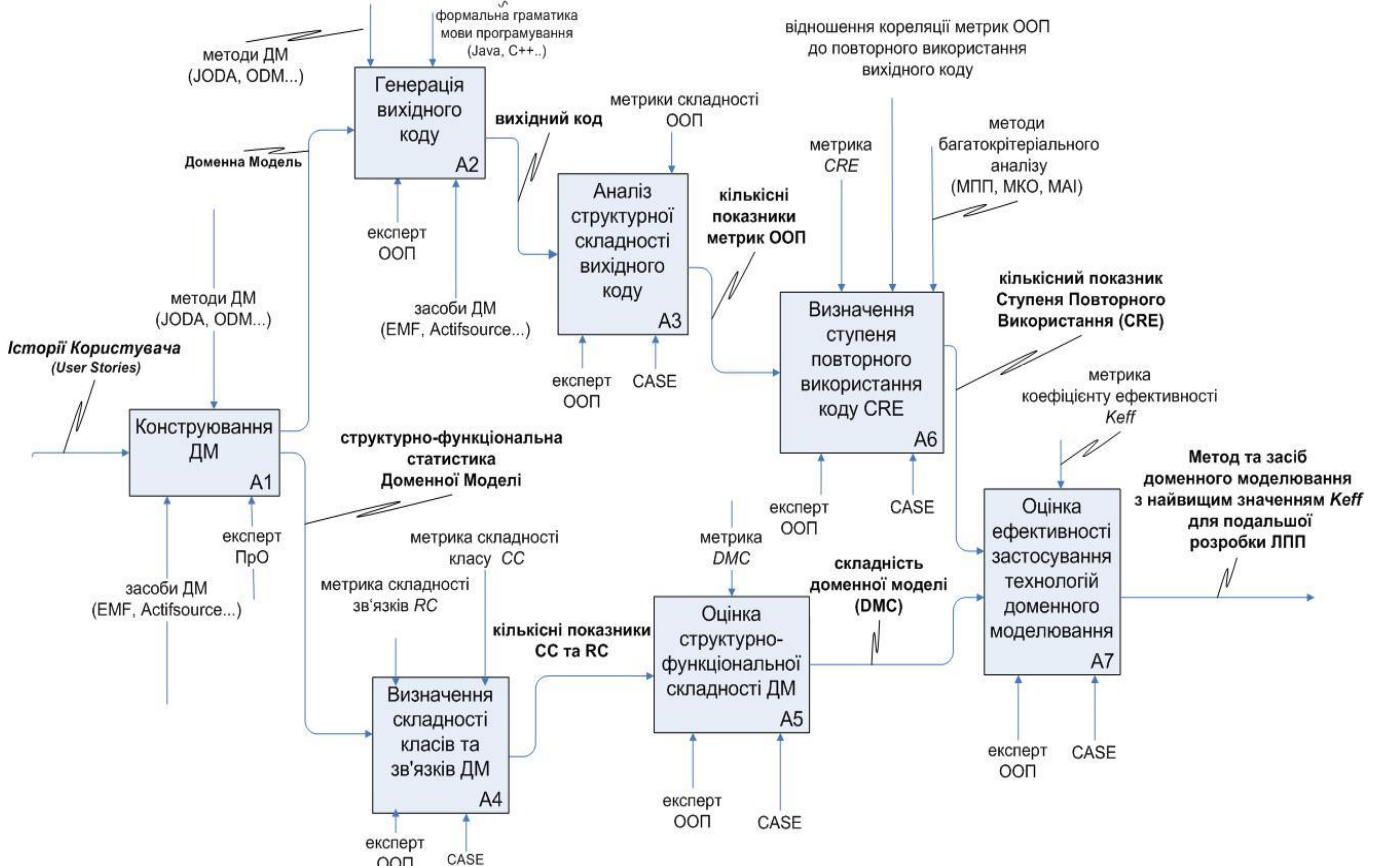 формальна граматика
мови програмування
(Java, C++..)
методи ДМ
(JODA, ODM...)
Генерація
вихідного
коду
A2
Доменна Модель
вихідний код
експерт
ООП
засоби ДМ
(EMF, Actifsource...)
метрики складності
ООП
Аналіз
структурної
складності
вихідного
коду
A3
експерт
ООП
CASE
кількісні
показники
метрик ООП
відношення кореляції метрик ООП
до повторного використання
вихідного коду
метрика
CRE
методи
багатокрітеріального
аналізу
(МПП, МКО, МАІ)
Визначення
ступеня
повторного
використання
коду CRE
A6
експерт
ООП
CASE
кількісний показник
Ступеня Повторного
Використання (CRE)
методи ДМ
(JODA, ODM...)
Історії Користувача
(User Stories)
Конструювання
ДМ
A1
засоби ДМ
(EMF, Actifsource...)
експерт
ПрО
структурно-функціональна
статистика
Доменної Моделі
метрика складності
класу CC
метрика складності
зв'язків RC
Визначення
складності
класів та
зв'язків ДМ
A4
експерт
ООП
CASE
кількісні показники
CC та RC
метрика
DMC
Оцінка
структурно-
функціональної
складності ДМ
A5
експерт
ООП
CASE
складність
доменної моделі
(DMC)
метрика
коефіцієнту ефективності
Keff
Оцінка
ефективності
застосування
технологій
доменного
моделювання
A7
експерт
ООП
CASE
Метод та засіб
доменного моделювання
з найвищим значенням Keff
для подальшої
розробки ЛПП